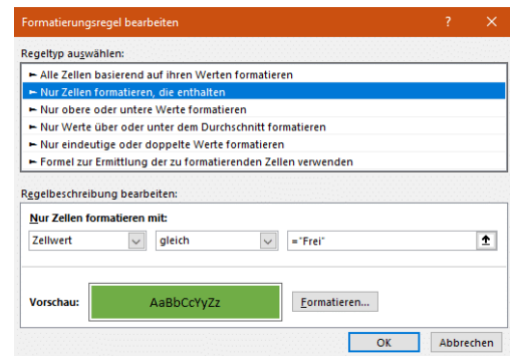 Formatierungsregel bearbeiten ? ×
Regeltyp auswählen:
► Alle Zellen basierend auf ihren Werten formatieren
► Nur Zellen formatieren, die enthalten
► Nur obere oder untere Werte formatieren
► Nur Werte über oder unter dem Durchschnitt formatieren
► Nur eindeutige oder doppelte Werte formatieren
► Formel zur Ermittlung der zu formatierenden Zellen verwenden
Regelbeschreibung bearbeiten:
Nur Zellen formatieren mit:
Zellwert gleich ="Frei"
Vorschau: AaBbCcYyZz Formatieren...
OK Abbrechen